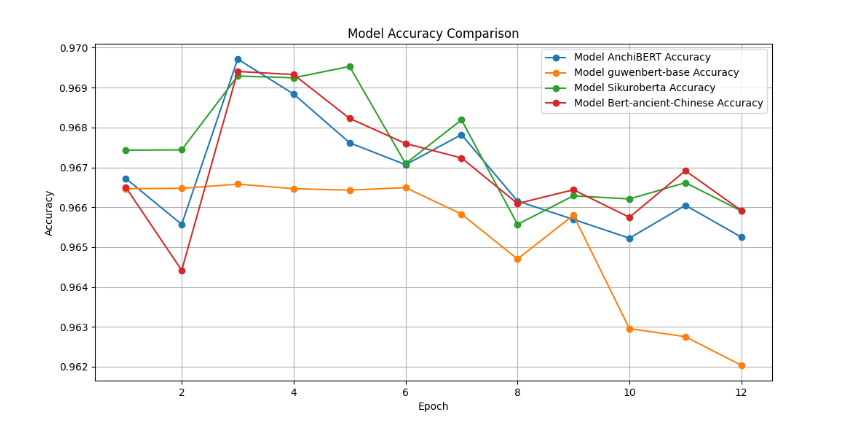 Model Accuracy Comparison
Model AnchiBERT Accuracy
Model guwenbert-base Accuracy
Model Sikuroberta Accuracy
Model Bert-ancient-Chinese Accuracy
Accuracy
0.970
0.969
0.968
0.967
0.966
0.965
0.964
0.963
0.962
2
4
6
8
10
12
Epoch